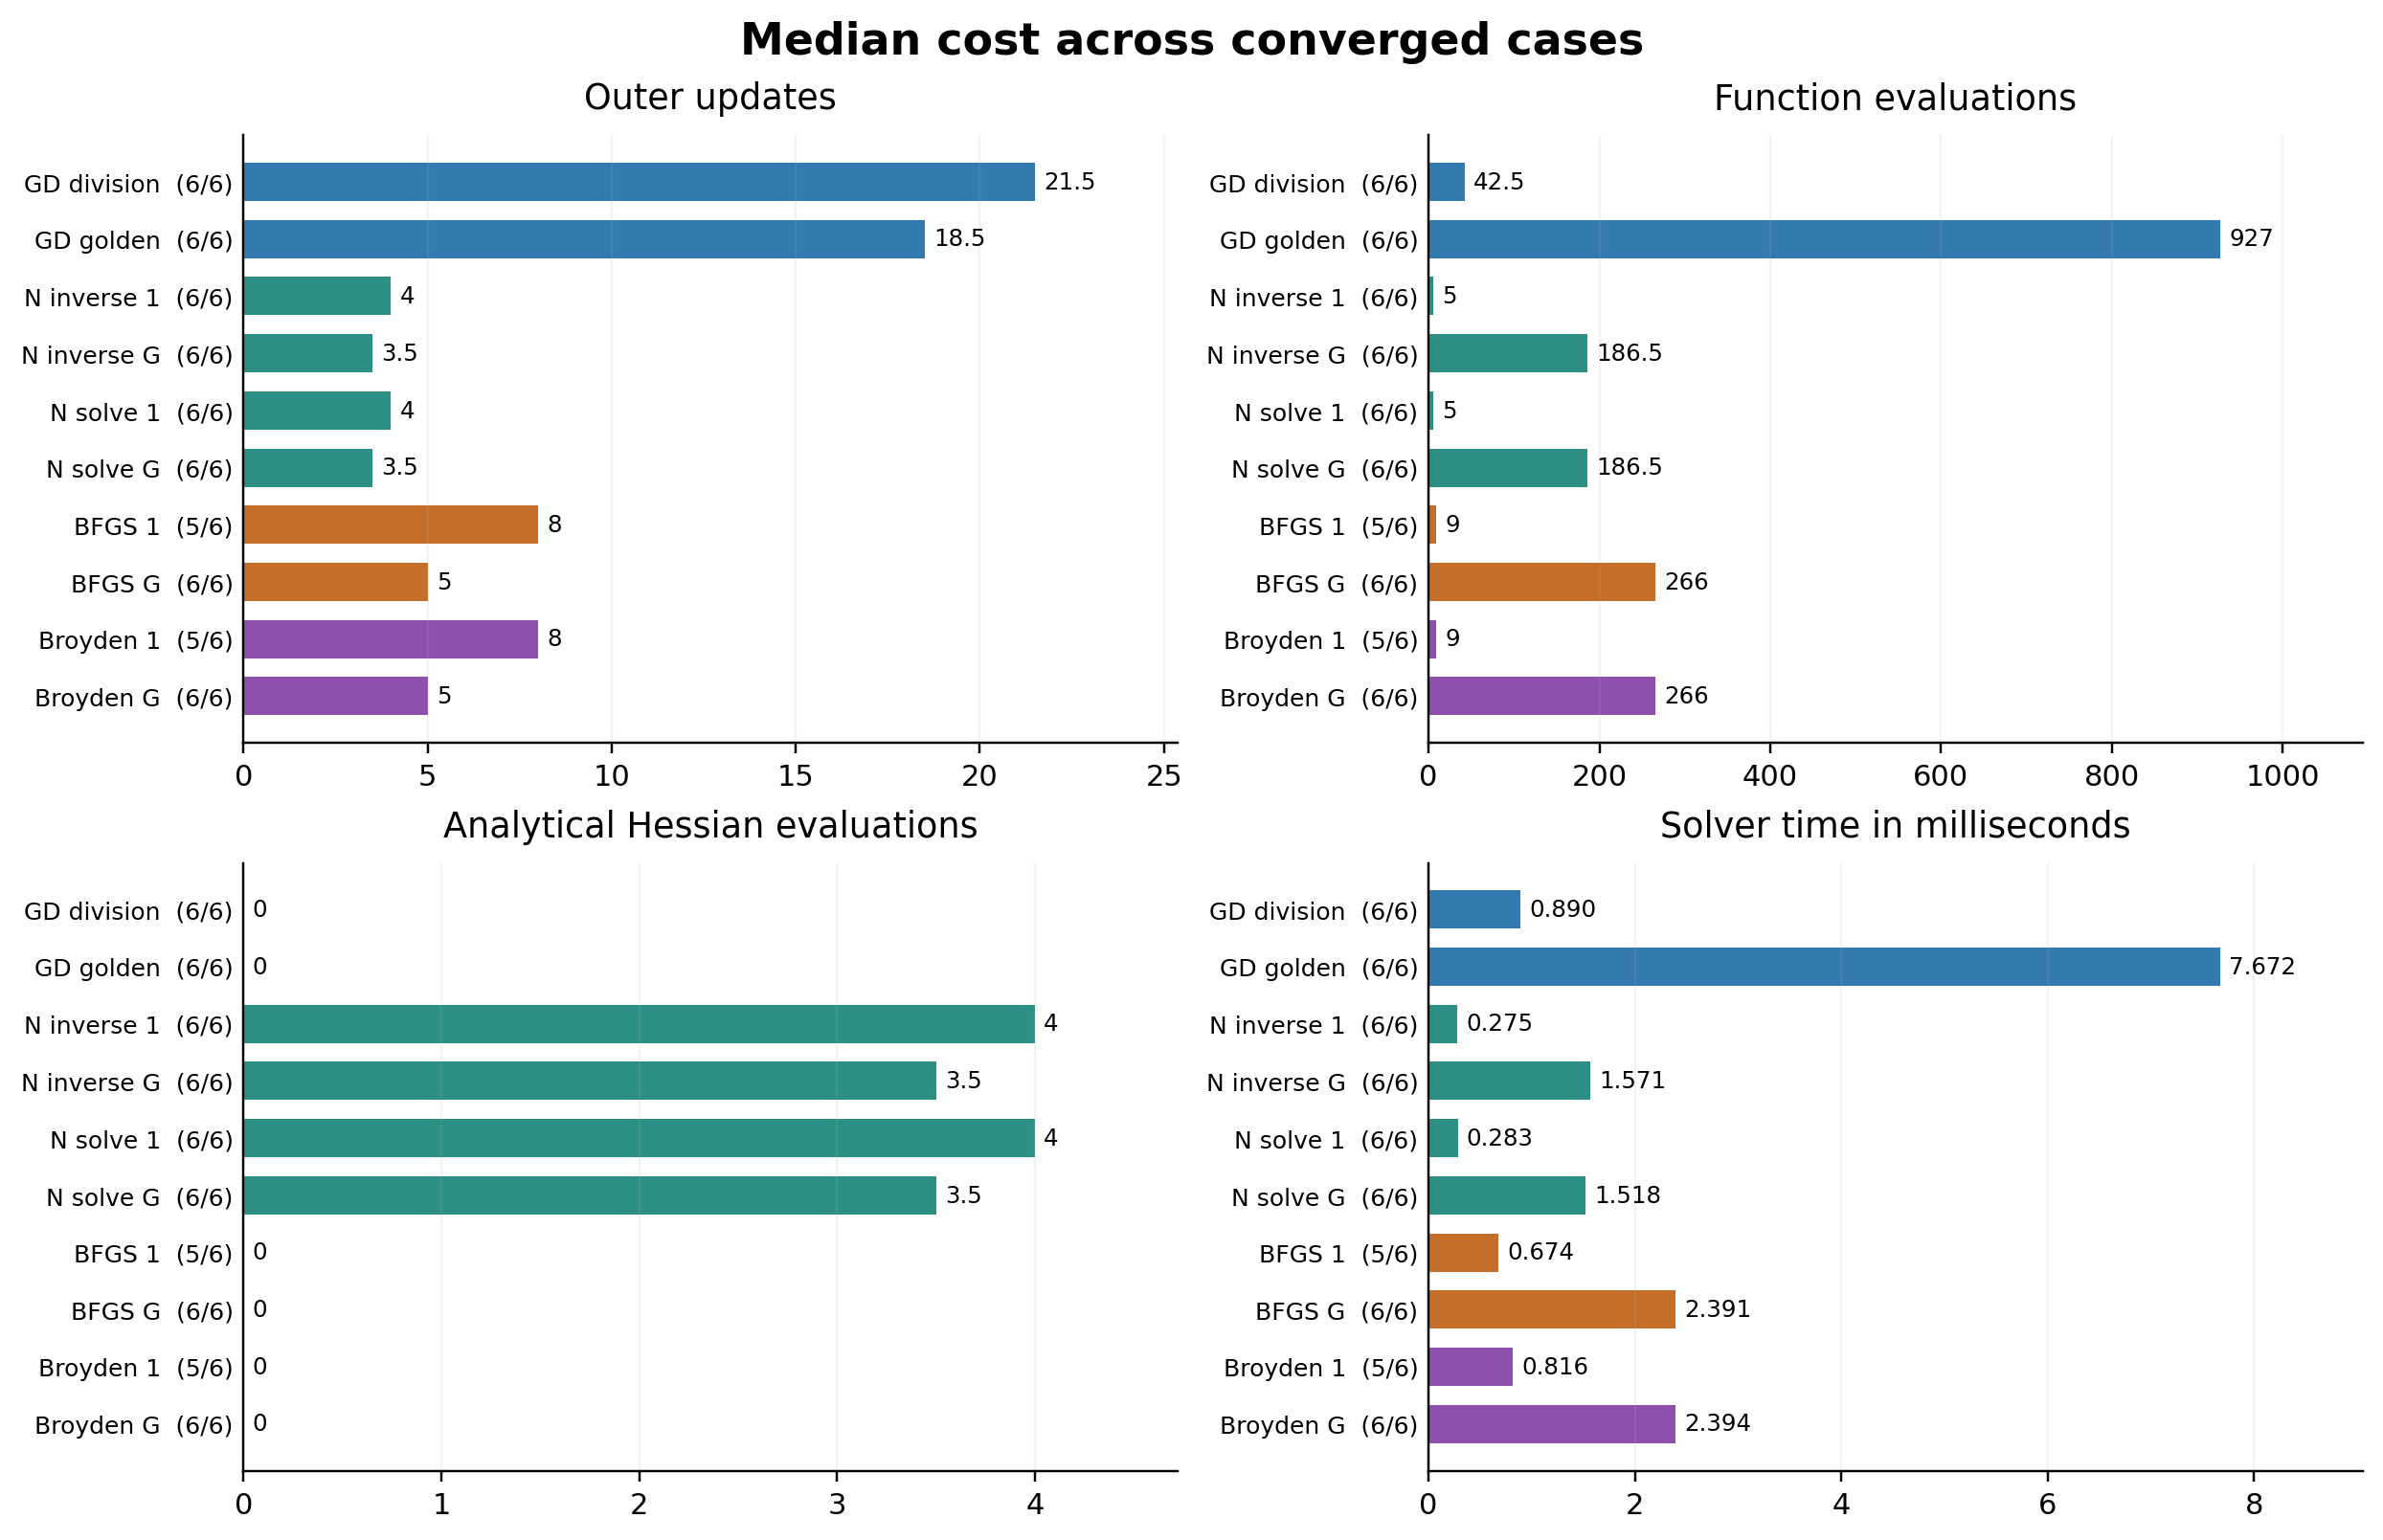 Median cost across converged cases
Outer updates
GD division (6/6) 21.5
GD golden (6/6) 18.5
N inverse 1 (6/6) 4
N inverse G (6/6) 3.5
N solve 1 (6/6) 4
N solve G (6/6) 3.5
BFGS 1 (5/6) 8
BFGS G (6/6) 5
Broyden 1 (5/6) 8
Broyden G (6/6) 5
0 5 10 15 20 25
Function evaluations
GD division (6/6) 42.5
GD golden (6/6) 927
N inverse 1 (6/6) 5
N inverse G (6/6) 186.5
N solve 1 (6/6) 5
N solve G (6/6) 186.5
BFGS 1 (5/6) 9
BFGS G (6/6) 266
Broyden 1 (5/6) 9
Broyden G (6/6) 266
0 200 400 600 800 1000
Analytical Hessian evaluations
GD division (6/6) 0
GD golden (6/6) 0
N inverse 1 (6/6) 4
N inverse G (6/6) 3.5
N solve 1 (6/6) 4
N solve G (6/6) 3.5
BFGS 1 (5/6) 0
BFGS G (6/6) 0
Broyden 1 (5/6) 0
Broyden G (6/6) 0
0 1 2 3 4
Solver time in milliseconds
GD division (6/6) 0.890
GD golden (6/6) 7.672
N inverse 1 (6/6) 0.275
N inverse G (6/6) 1.571
N solve 1 (6/6) 0.283
N solve G (6/6) 1.518
BFGS 1 (5/6) 0.674
BFGS G (6/6) 2.391
Broyden 1 (5/6) 0.816
Broyden G (6/6) 2.394
0 2 4 6 8